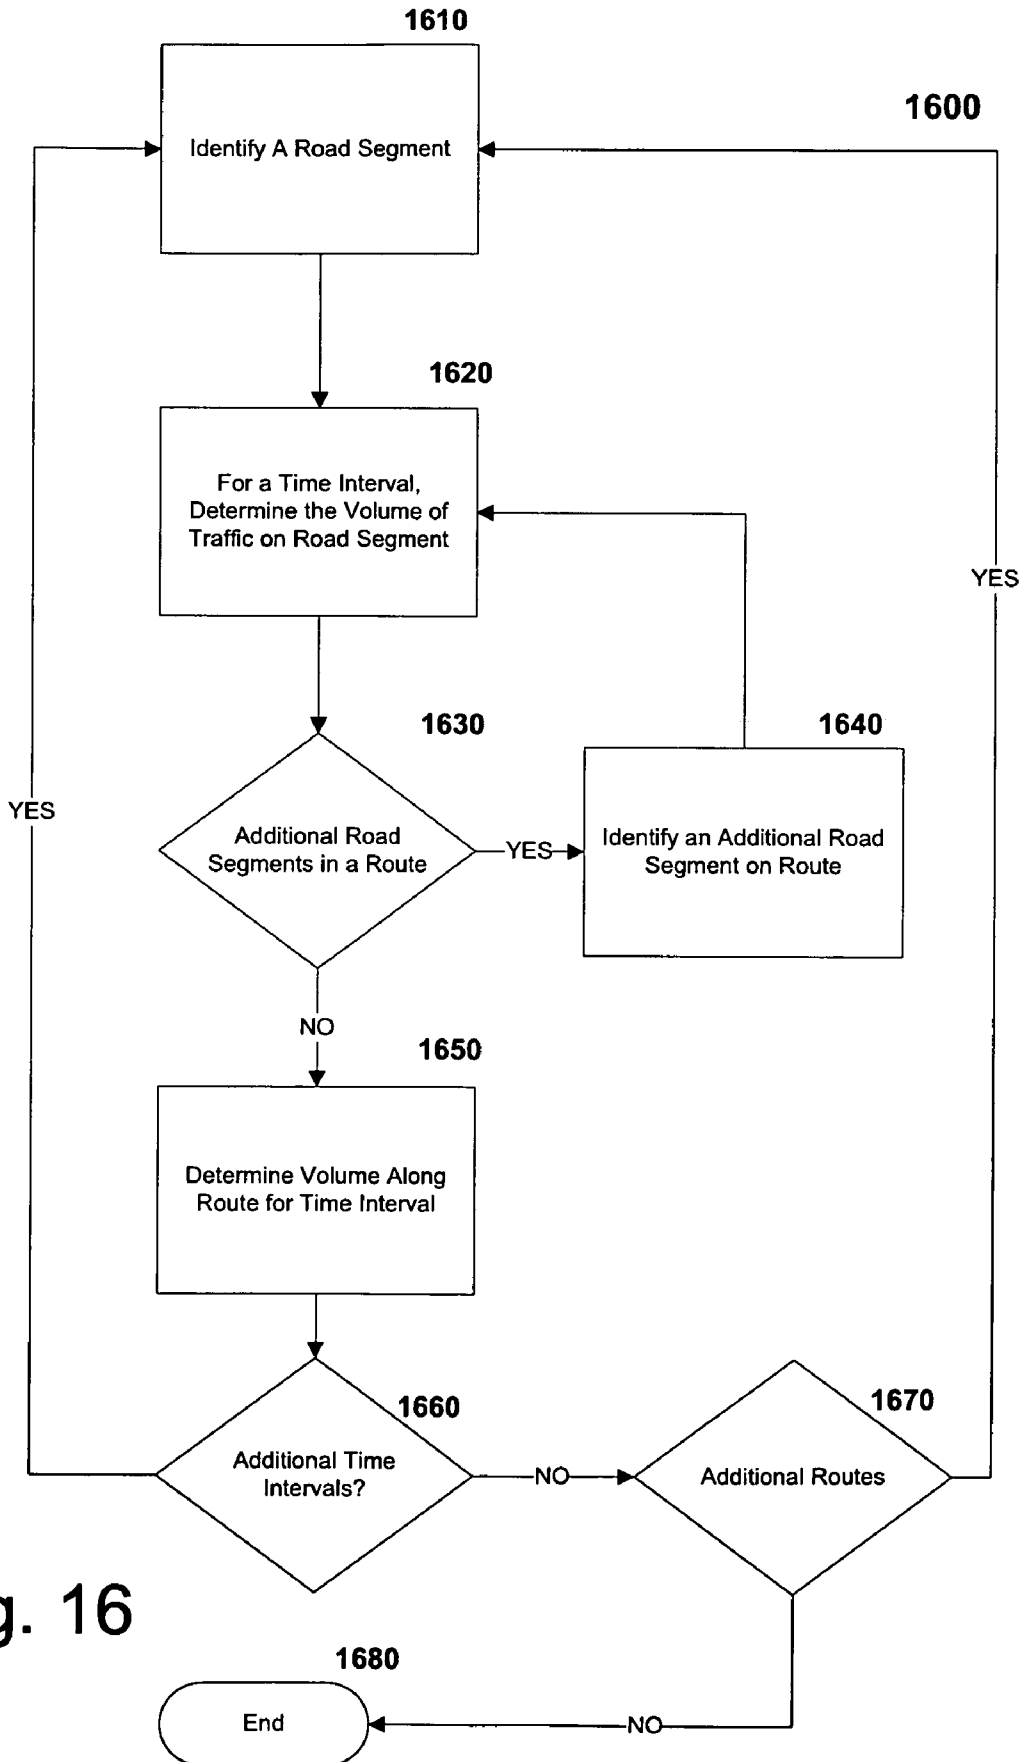 1610
1600
Identify A Road Segment
1620
For a Time Interval,
Determine the Volume of
Traffic on Road Segment
YES
1630
1640
YES
Additional Road
Segments in a Route
YES
Identify an Additional Road
Segment on Route
NO
1650
Determine Volume Along
Route for Time Interval
1660
1670
Additional Time
Intervals?
NO
Additional Routes
g. 16
1680
End
NO